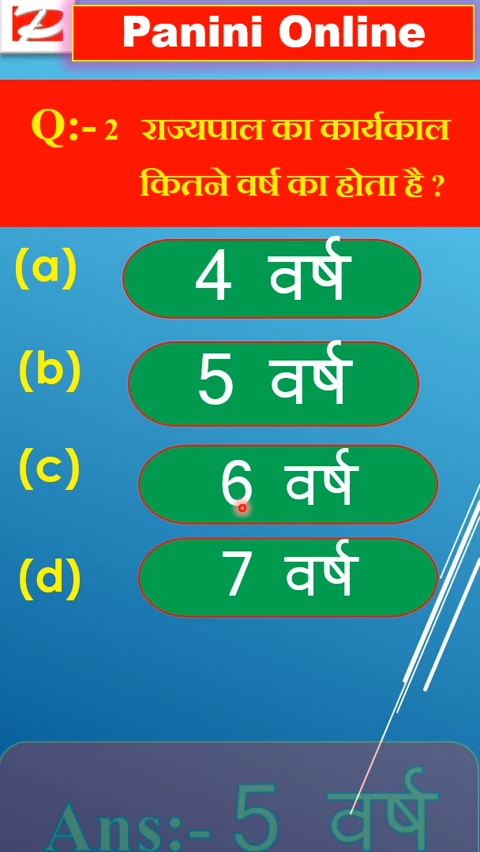 Panini Online
Q:- 2 राज्यपाल का कार्यकाल
कितने वर्ष का होता है ?
(a) 4 वर्ष
(b) 5 वर्ष
(c) 6 वर्ष
(d) 7 वर्ष
Ans:- 5 वर्ष